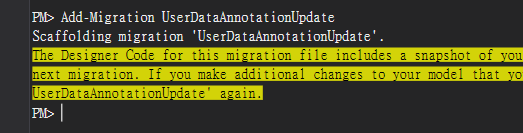 PM> Add-Migration UserDataAnnotationUpdate
Scaffolding migration 'UserDataAnnotationUpdate'.
The Designer Code for this migration file includes a snapshot of you
next migration. If you make additional changes to your model that yo
UserDataAnnotationUpdate' again.
PM>